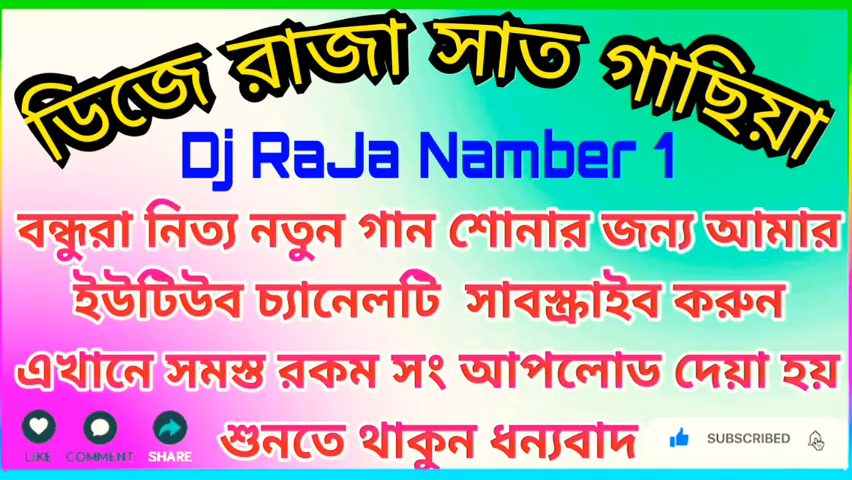 ডিজে রাজা সাত গাছিয়া
Dj RaJa Namber 1
বন্ধুরা নিত্য নতুন গান শোনার জন্য আমার
ইউটিউব চ্যানেলটি সাবস্ক্রাইব করুন
এখানে সমস্ত রকম সং আপলোড দেয়া হয়
শুনতে থাকুন ধন্যবাদ
LIKE COMMENT SHARE
SUBSCRIBED